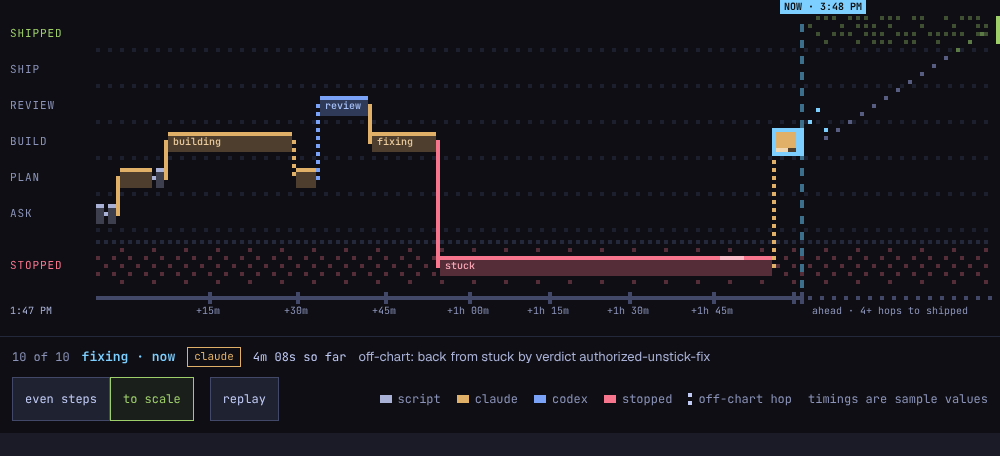 NOW · 3:48 PM
SHIPPED
SHIP
REVIEW
review
BUILD
building
fixing
PLAN
ASK
STOPPED
stuck
1:47 PM
+15m
+30m
+45m
+1h 00m
+1h 15m
+1h 30m
+1h 45m
ahead · 4+ hops to shipped
10 of 10 fixing · now claude 4m 08s so far off-chart: back from stuck by verdict authorized-unstick-fix
even steps
to scale
replay
script
claude
codex
stopped
off-chart hop
timings are sample values